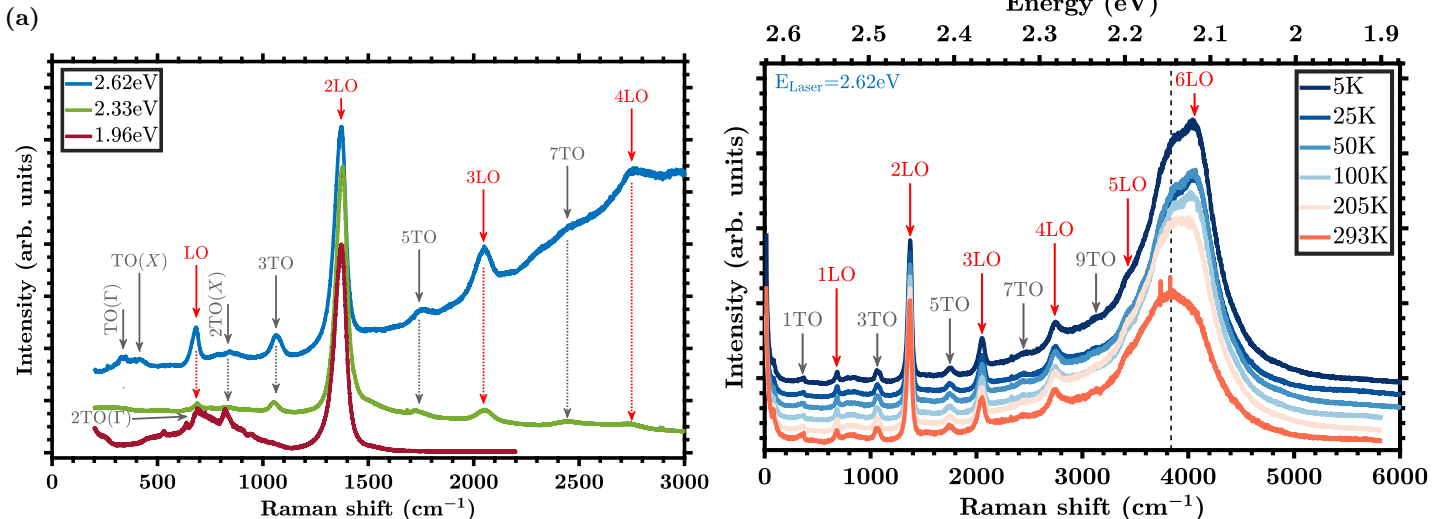 (a)
2.62eV
2.33eV
1.96eV
2LO
4LO
7TO
3LO
5TO
3TO
LO
TO(X)
TO(Γ)
2TO(X)
2TO(Γ)
Intensity (arb. units)
0 500 1000 1500 2000 2500 3000
Raman shift (cm⁻¹)
Energy (eV)
2.6 2.5 2.4 2.3 2.2 2.1 2 1.9
E_Laser=2.62eV
6LO
5K
25K
50K
100K
205K
293K
2LO
5LO
4LO
9TO
3LO
1LO
7TO
5TO
1TO
3TO
Intensity (arb. units)
0 1000 2000 3000 4000 5000 6000
Raman shift (cm⁻¹)